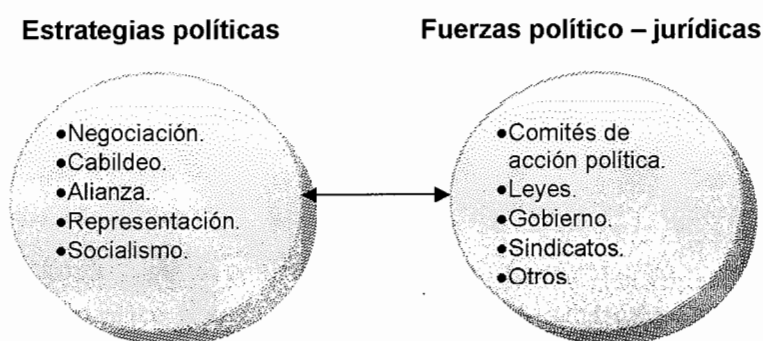 Estrategias políticas
Fuerzas político – jurídicas
•Negociación.
•Cabildeo.
•Alianza.
•Representación.
•Socialismo.
•Comités de
acción política.
•Leyes.
•Gobierno.
•Sindicatos.
•Otros.